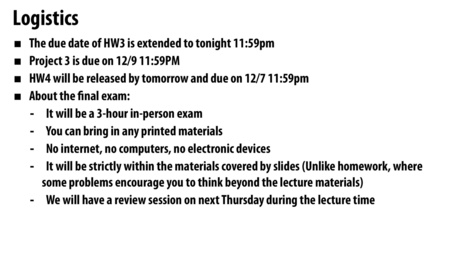 Logistics
■ The due date of HW3 is extended to tonight 11:59pm
■ Project 3 is due on 12/9 11:59PM
■ HW4 will be released by tomorrow and due on 12/7 11:59pm
■ About the final exam:
- It will be a 3-hour in-person exam
- You can bring in any printed materials
- No internet, no computers, no electronic devices
- It will be strictly within the materials covered by slides (Unlike homework, where
some problems encourage you to think beyond the lecture materials)
- We will have a review session on next Thursday during the lecture time